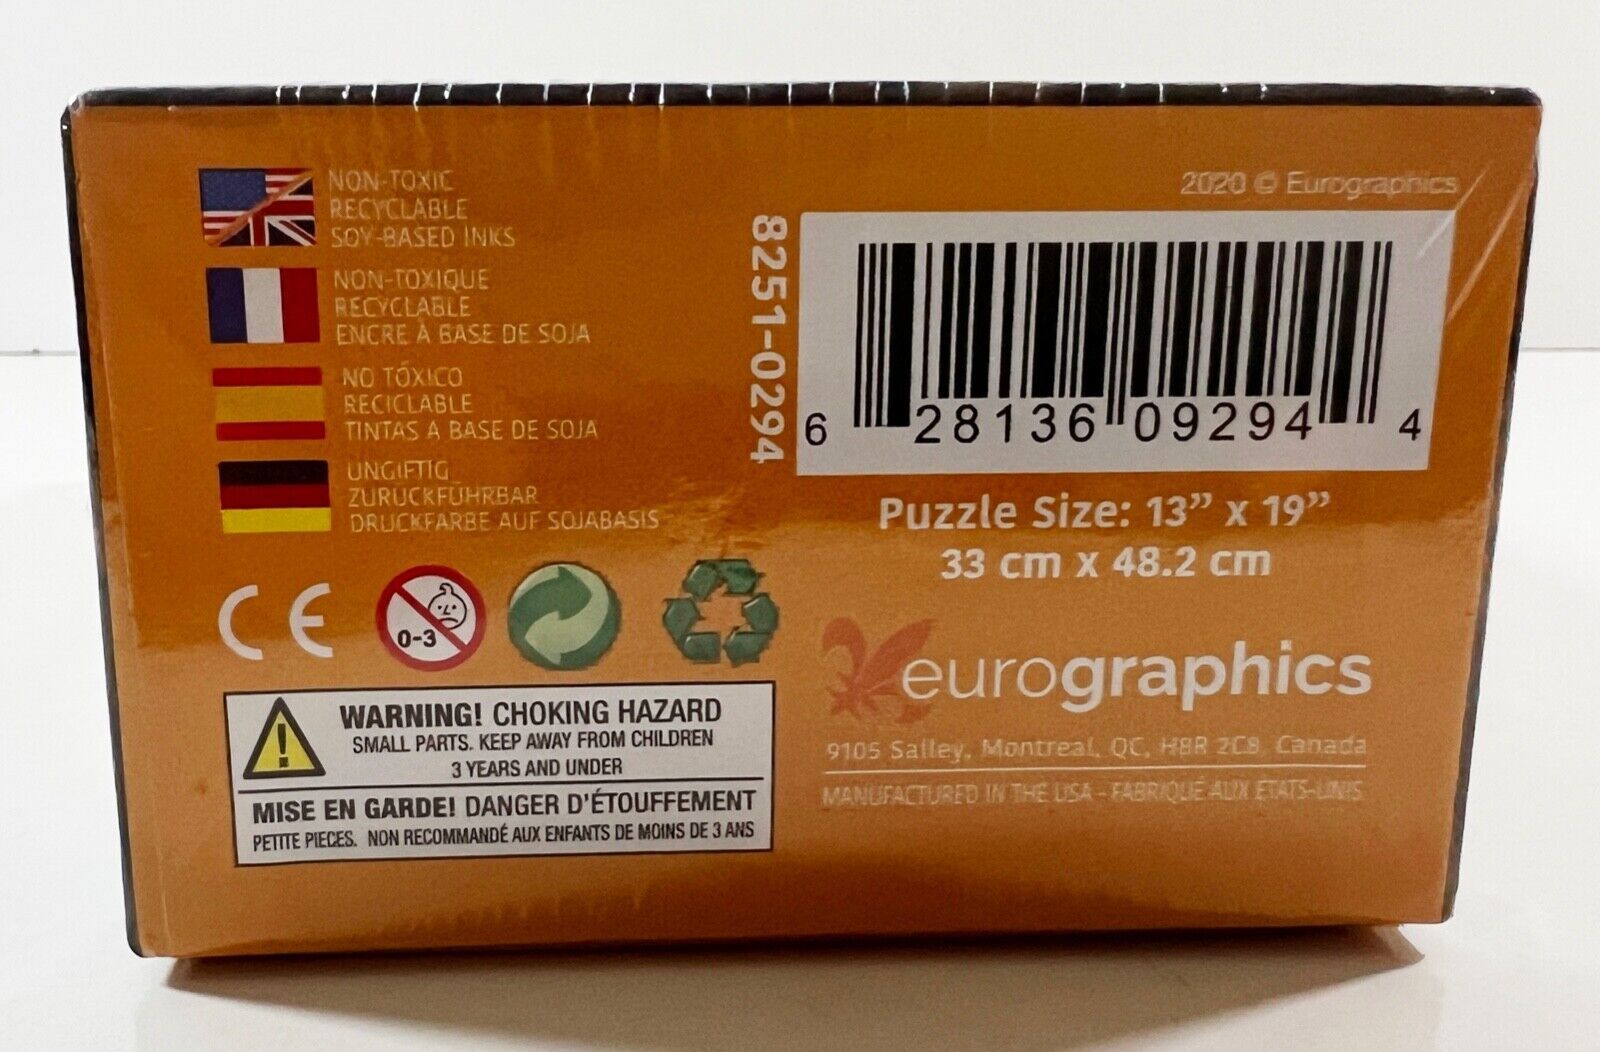 NON-TOXIC
RECYCLABLE
SOY-BASED INKS
NON-TOXIQUE
RECYCLABLE
ENCRE À BASE DE SOJA
NO TÓXICO
RECICLABLE
TINTAS A BASE DE SOJA
UNGIFTIG
ZURUCKFUHRBAR
DRUCKFARBE AUF SOJABASIS
CE
0-3
WARNING! CHOKING HAZARD
SMALL PARTS. KEEP AWAY FROM CHILDREN
3 YEARS AND UNDER
MISE EN GARDE! DANGER D'ÉTOUFFEMENT
PETITE PIECES. NON RECOMMANDÉ AUX ENFANTS DE MOINS DE 3 ANS
2020 © Eurographics
8251-0294
6 28136 09294 4
Puzzle Size: 13” x 19”
33 cm x 48.2 cm
eurographics
9105 Salley, Montreal, QC, H8R 2C8, Canada
MANUFACTURED IN THE USA - FABRIQUÉ AUX ÉTATS-UNIS